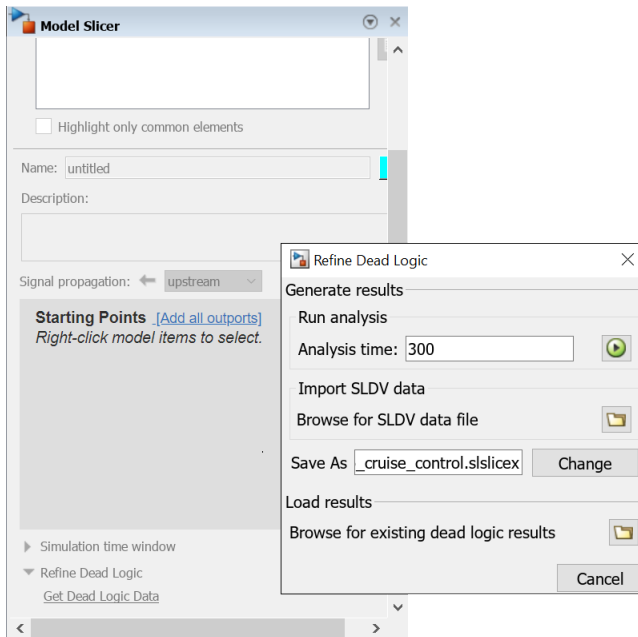 Model Slicer
Highlight only common elements
Name: untitled
Description:
Signal propagation: upstream
Starting Points [Add all outports]
Right-click model items to select.
Simulation time window
Refine Dead Logic
Get Dead Logic Data
Refine Dead Logic
Generate results
Run analysis
Analysis time: 300
Import SLDV data
Browse for SLDV data file
Save As _cruise_control.slslicex Change
Load results
Browse for existing dead logic results
Cancel